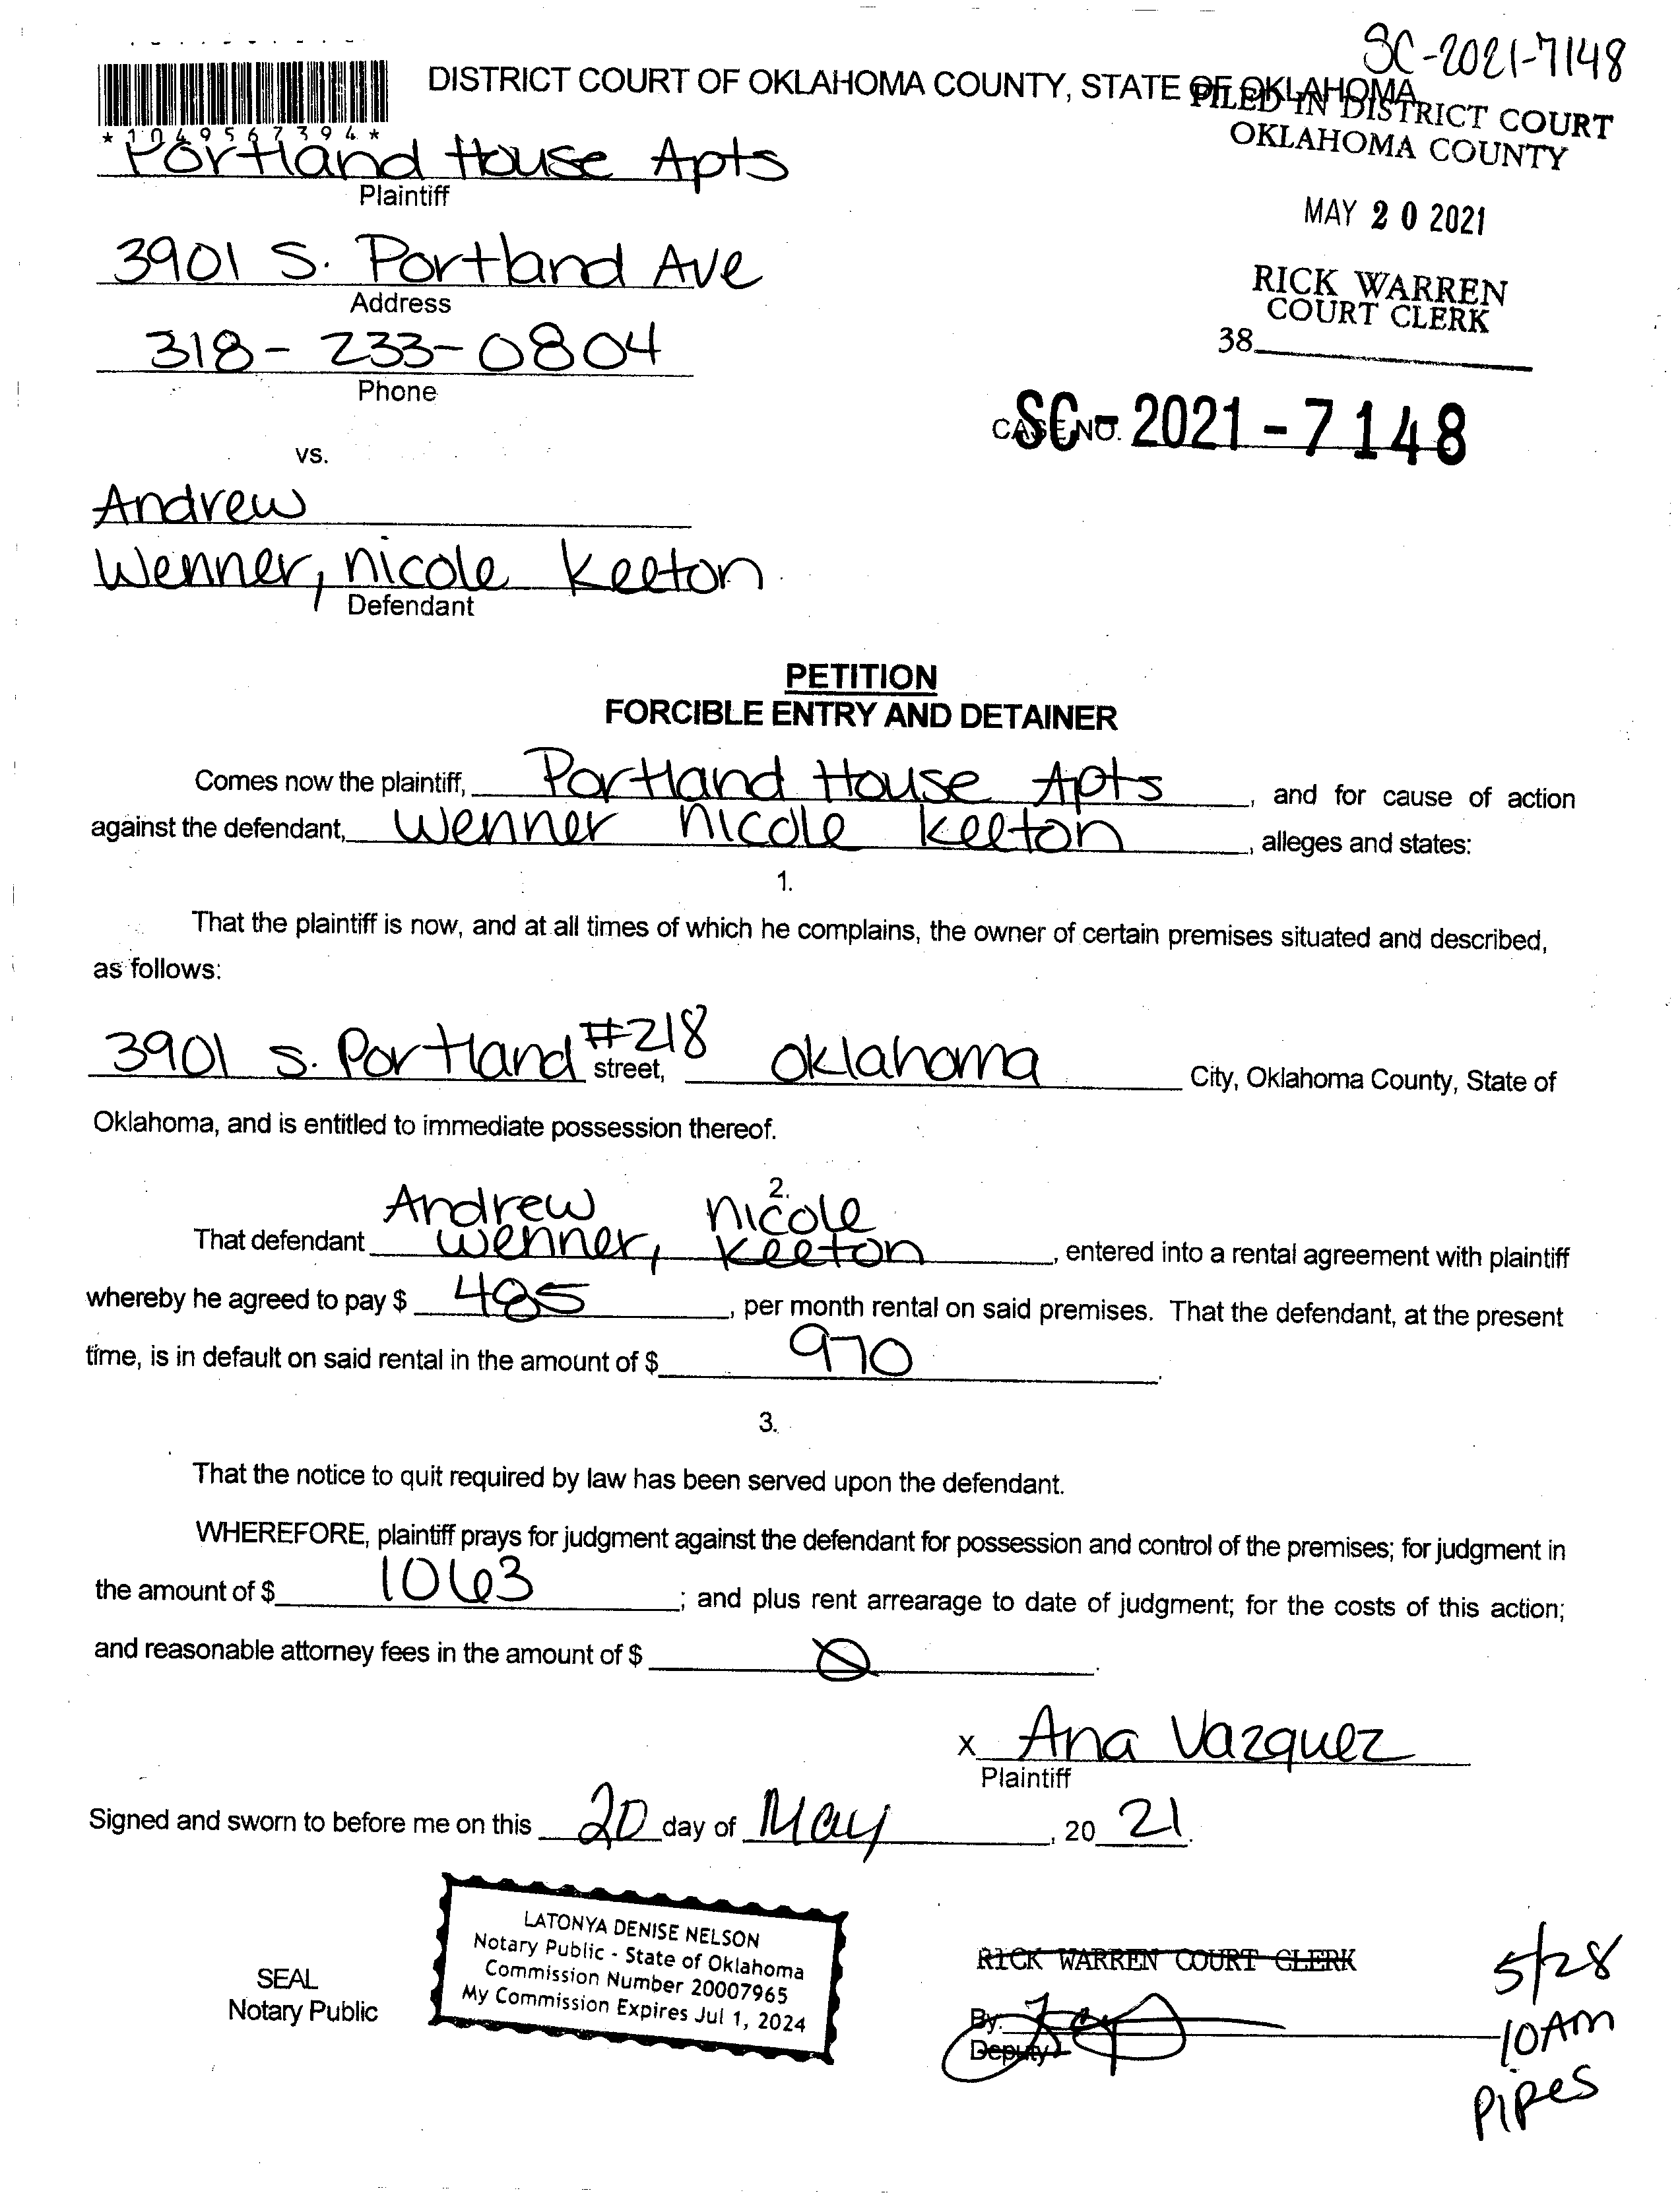 SC-2021-7148
DISTRICT COURT OF OKLAHOMA COUNTY, STATE OF OKLAHOMA
FILED IN DISTRICT COURT
OKLAHOMA COUNTY
*1049567394*
Portland House Apts
Plaintiff
MAY 20 2021
3901 S. Portland Ave
Address
RICK WARREN
COURT CLERK
318-233-0804
38
Phone
CASE NO. SC-2021-7148
vs.
Andrew
Wenner, nicole Keeton
Defendant
PETITION
FORCIBLE ENTRY AND DETAINER
Comes now the plaintiff, Portland House Apts, and for cause of action
against the defendant, Wenner nicole keeton, alleges and states:
1.
That the plaintiff is now, and at all times of which he complains, the owner of certain premises situated and described,
as follows:
3901 S. Portland #218 street, Oklahoma City, Oklahoma County, State of
Oklahoma, and is entitled to immediate possession thereof.
2.
Andrew nicole
That defendant wenner, keeton, entered into a rental agreement with plaintiff
whereby he agreed to pay $ 485, per month rental on said premises. That the defendant, at the present
time, is in default on said rental in the amount of $ 970.
3.
That the notice to quit required by law has been served upon the defendant.
WHEREFORE, plaintiff prays for judgment against the defendant for possession and control of the premises; for judgment in
the amount of $ 1063; and plus rent arrearage to date of judgment; for the costs of this action;
and reasonable attorney fees in the amount of $ 0.
X Ana Vazquez
Plaintiff
Signed and sworn to before me on this 20 day of May, 20 21.
LATONYA DENISE NELSON
Notary Public - State of Oklahoma
Commission Number 20007965
My Commission Expires Jul 1, 2024
SEAL
Notary Public
RICK WARREN COURT CLERK
By.
Deputy
5/28
10AM
Pipes